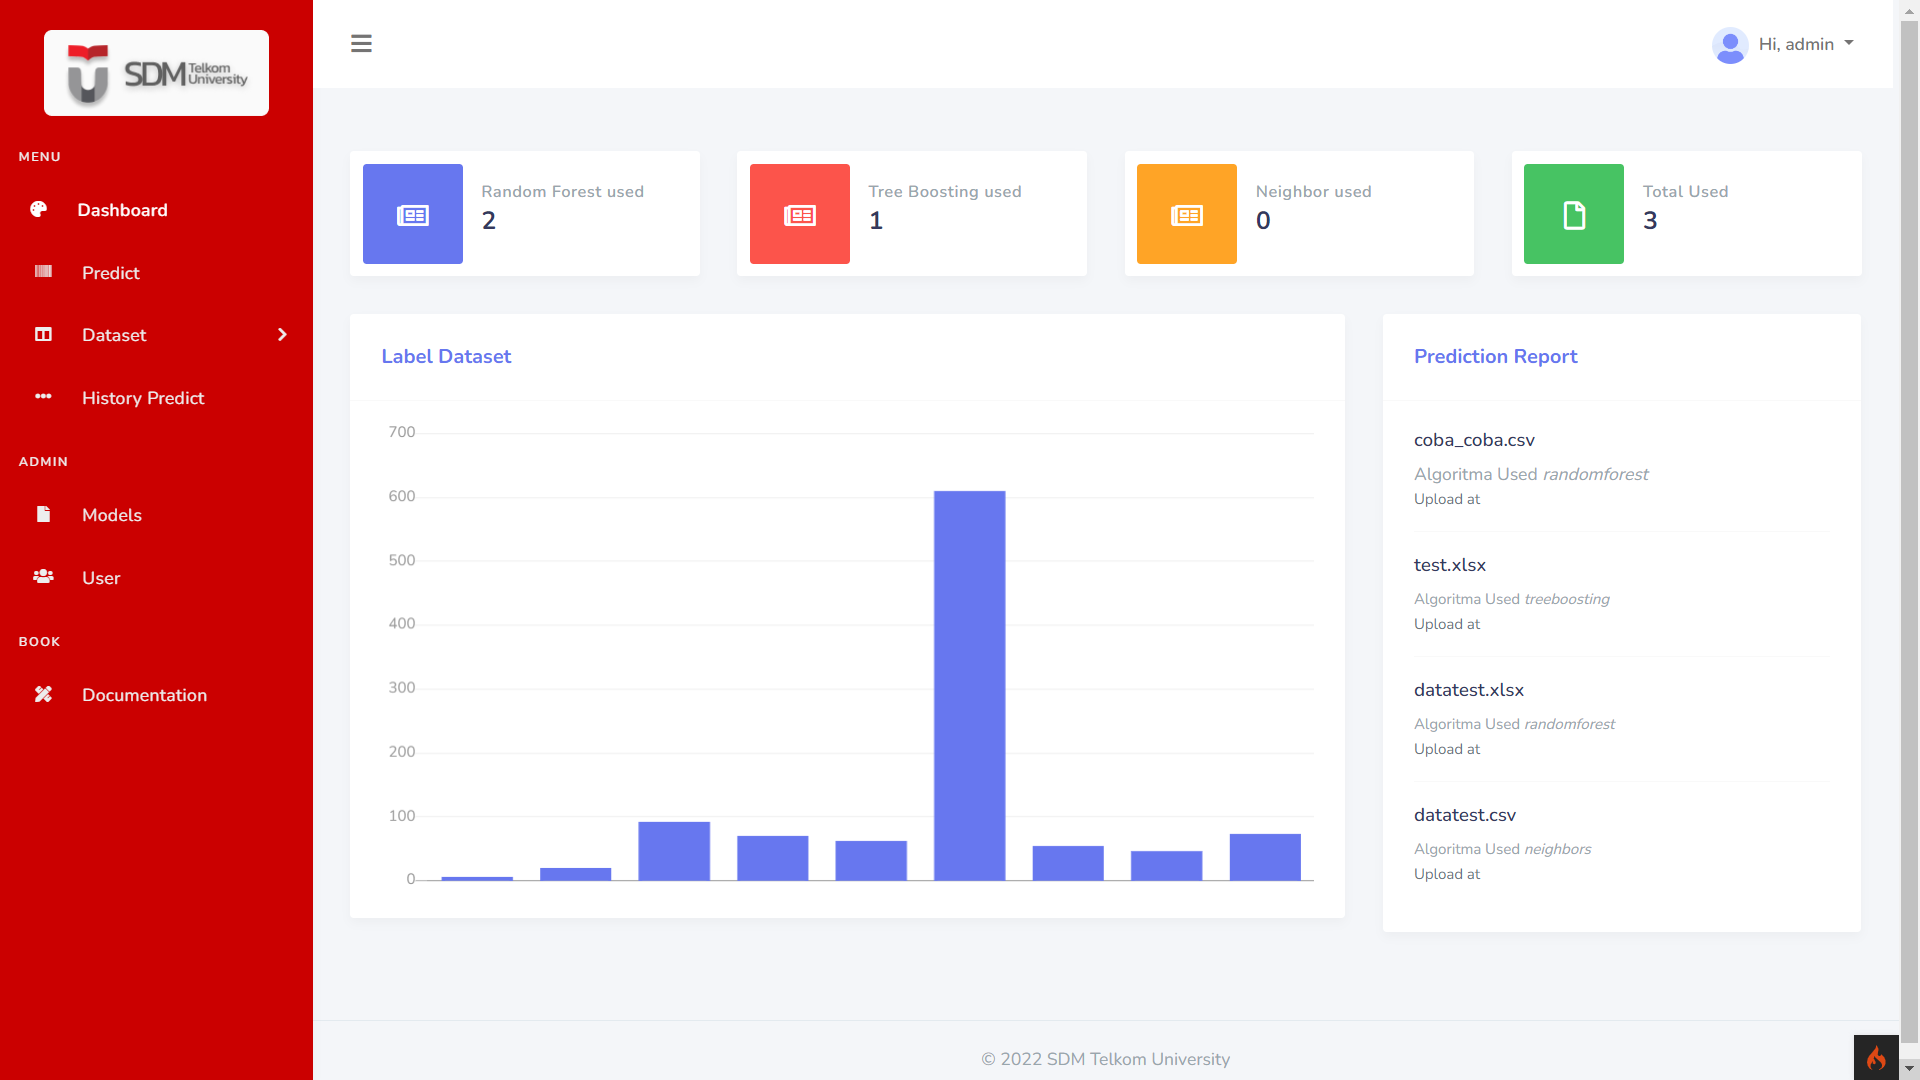 SDM Telkom
University
Hi, admin
MENU
Dashboard
Predict
Dataset
History Predict
ADMIN
Models
User
BOOK
Documentation
Random Forest used
2
Tree Boosting used
1
Neighbor used
0
Total Used
3
Label Dataset
700
600
500
400
300
200
100
0
Prediction Report
coba_coba.csv
Algoritma Used randomforest
Upload at
test.xlsx
Algoritma Used treeboosting
Upload at
datatest.xlsx
Algoritma Used randomforest
Upload at
datatest.csv
Algoritma Used neighbors
Upload at
© 2022 SDM Telkom University